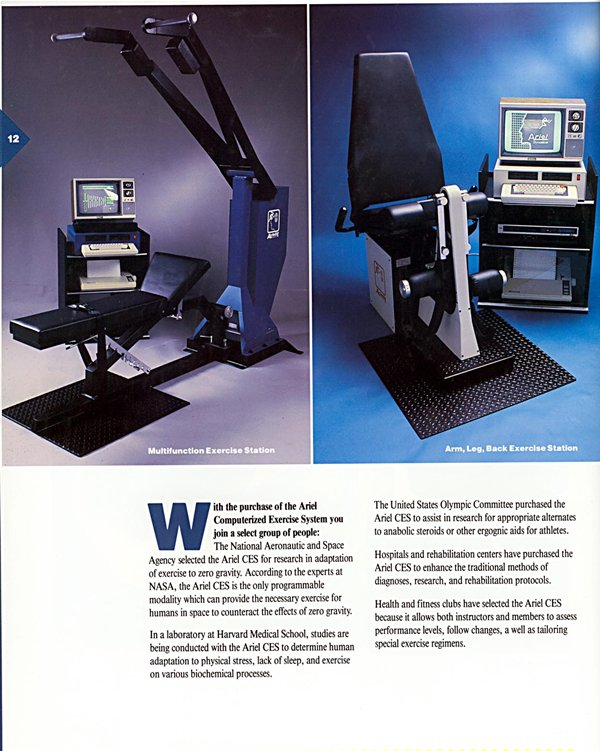 12
Ariel
Ariel
Multifunction Exercise Station
Arm, Leg, Back Exercise Station
With the purchase of the Ariel
Computerized Exercise System you
join a select group of people:
The National Aeronautic and Space
Agency selected the Ariel CES for research in adaptation
of exercise to zero gravity. According to the experts at
NASA, the Ariel CES is the only programmable
modality which can provide the necessary exercise for
humans in space to counteract the effects of zero gravity.
In a laboratory at Harvard Medical School, studies are
being conducted with the Ariel CES to determine human
adaptation to physical stress, lack of sleep, and exercise
on various biochemical processes.
The United States Olympic Committee purchased the
Ariel CES to assist in research for appropriate alternates
to anabolic steroids or other ergognic aids for athletes.
Hospitals and rehabilitation centers have purchased the
Ariel CES to enhance the traditional methods of
diagnoses, research, and rehabilitation protocols.
Health and fitness clubs have selected the Ariel CES
because it allows both instructors and members to assess
performance levels, follow changes, a well as tailoring
special exercise regimens.